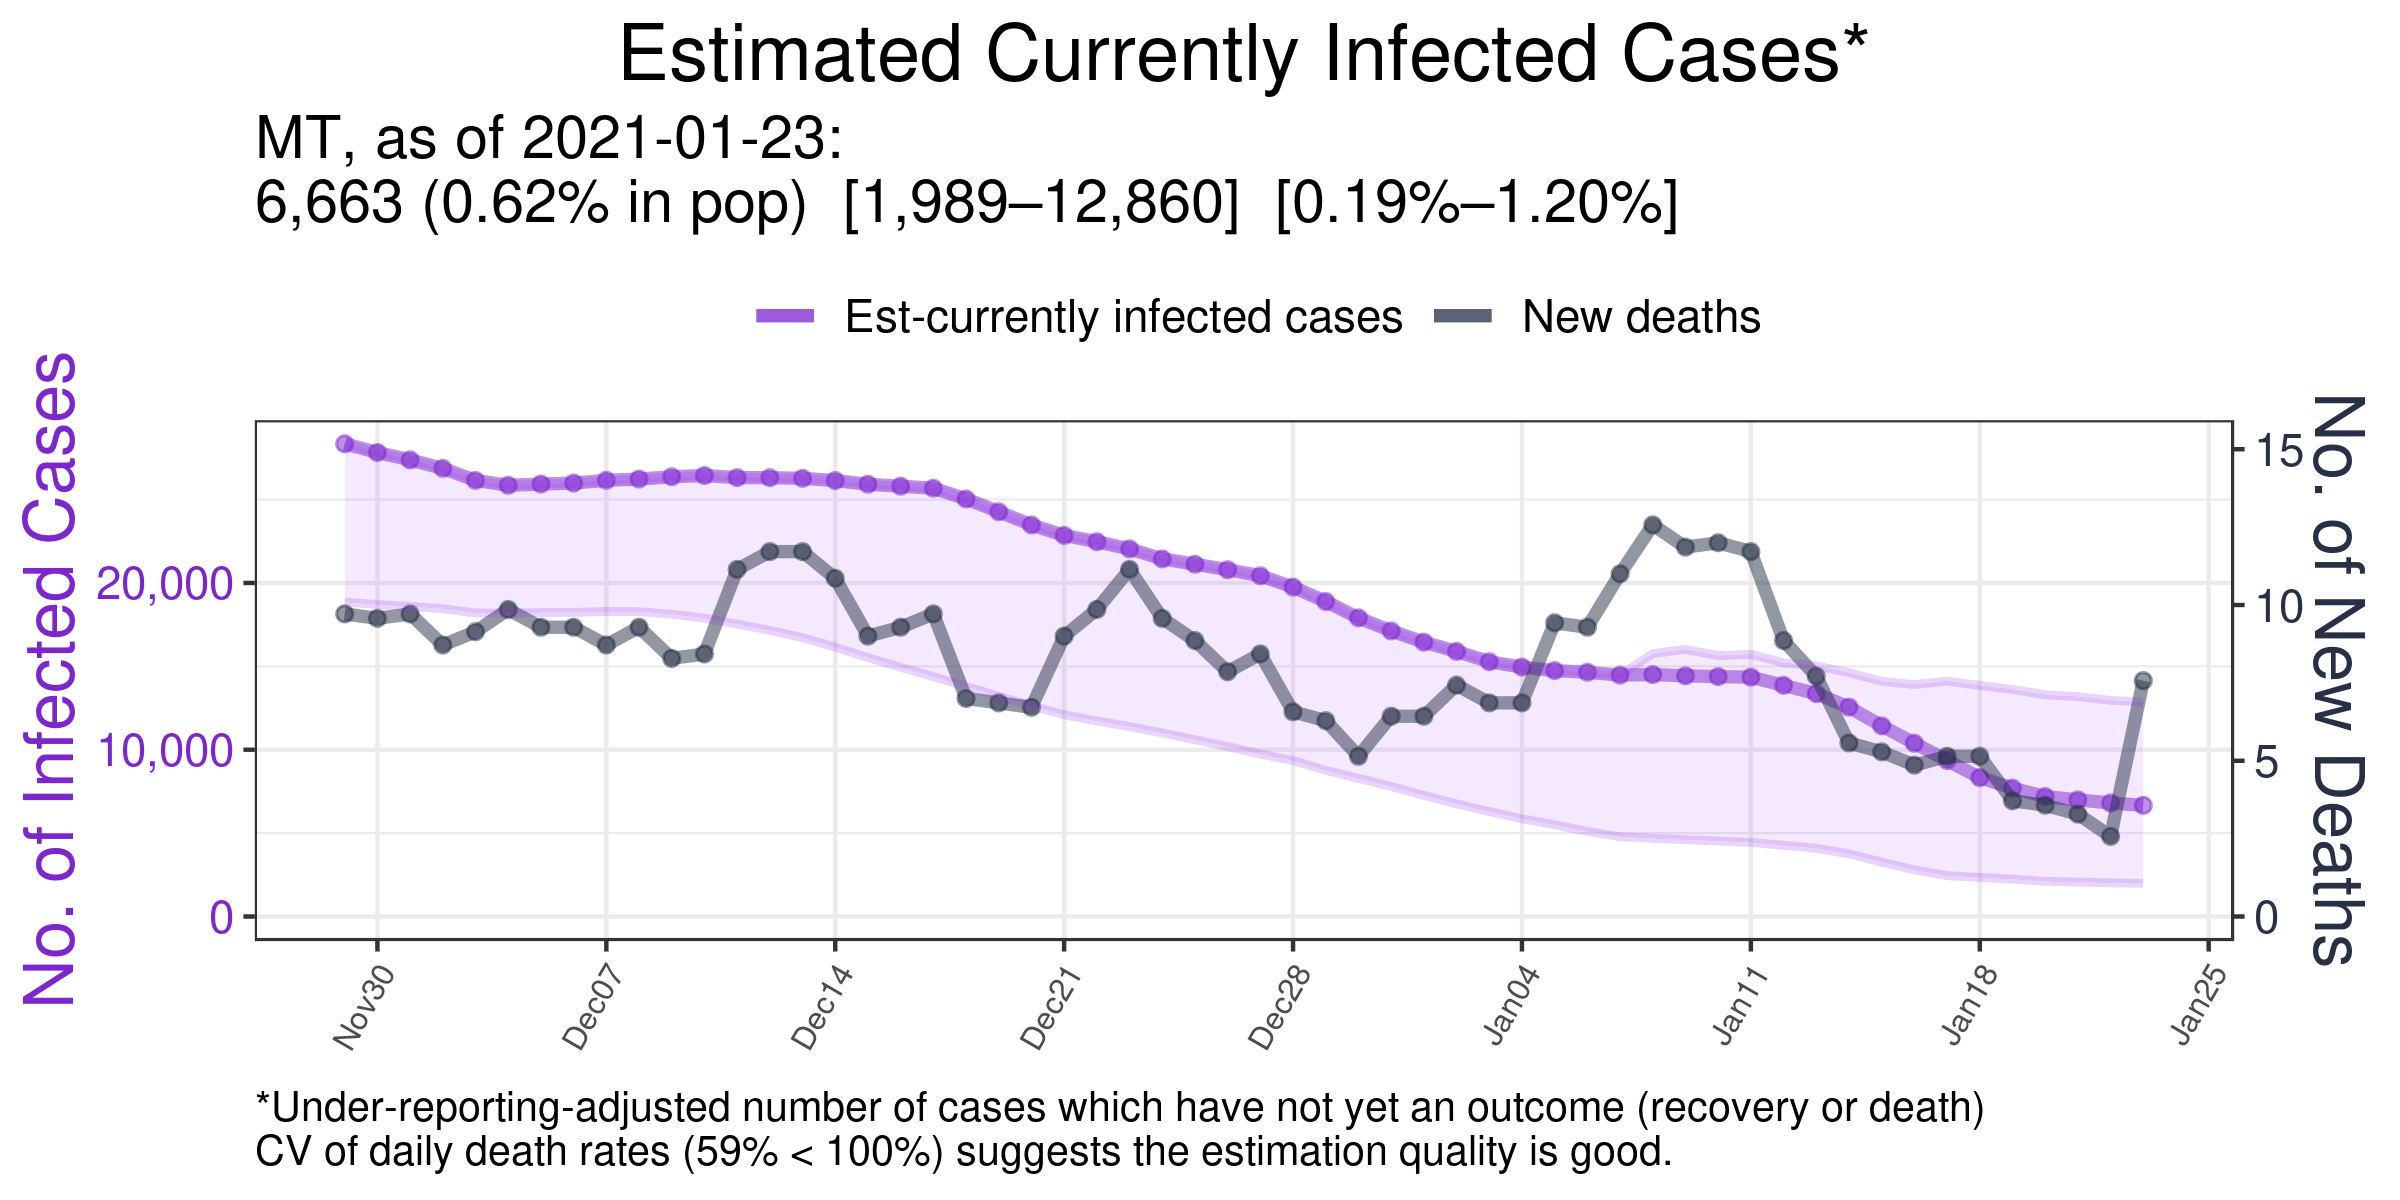 Estimated Currently Infected Cases*
MT, as of 2021-01-23:
6,663 (0.62% in pop)  [1,989–12,860]  [0.19%–1.20%]
Est-currently infected cases
New deaths
No. of Infected Cases
20,000
10,000
0
15
10
5
0
No. of New Deaths
Nov30
Dec07
Dec14
Dec21
Dec28
Jan04
Jan11
Jan18
Jan25
*Under-reporting-adjusted number of cases which have not yet an outcome (recovery or death)
CV of daily death rates (59% < 100%) suggests the estimation quality is good.